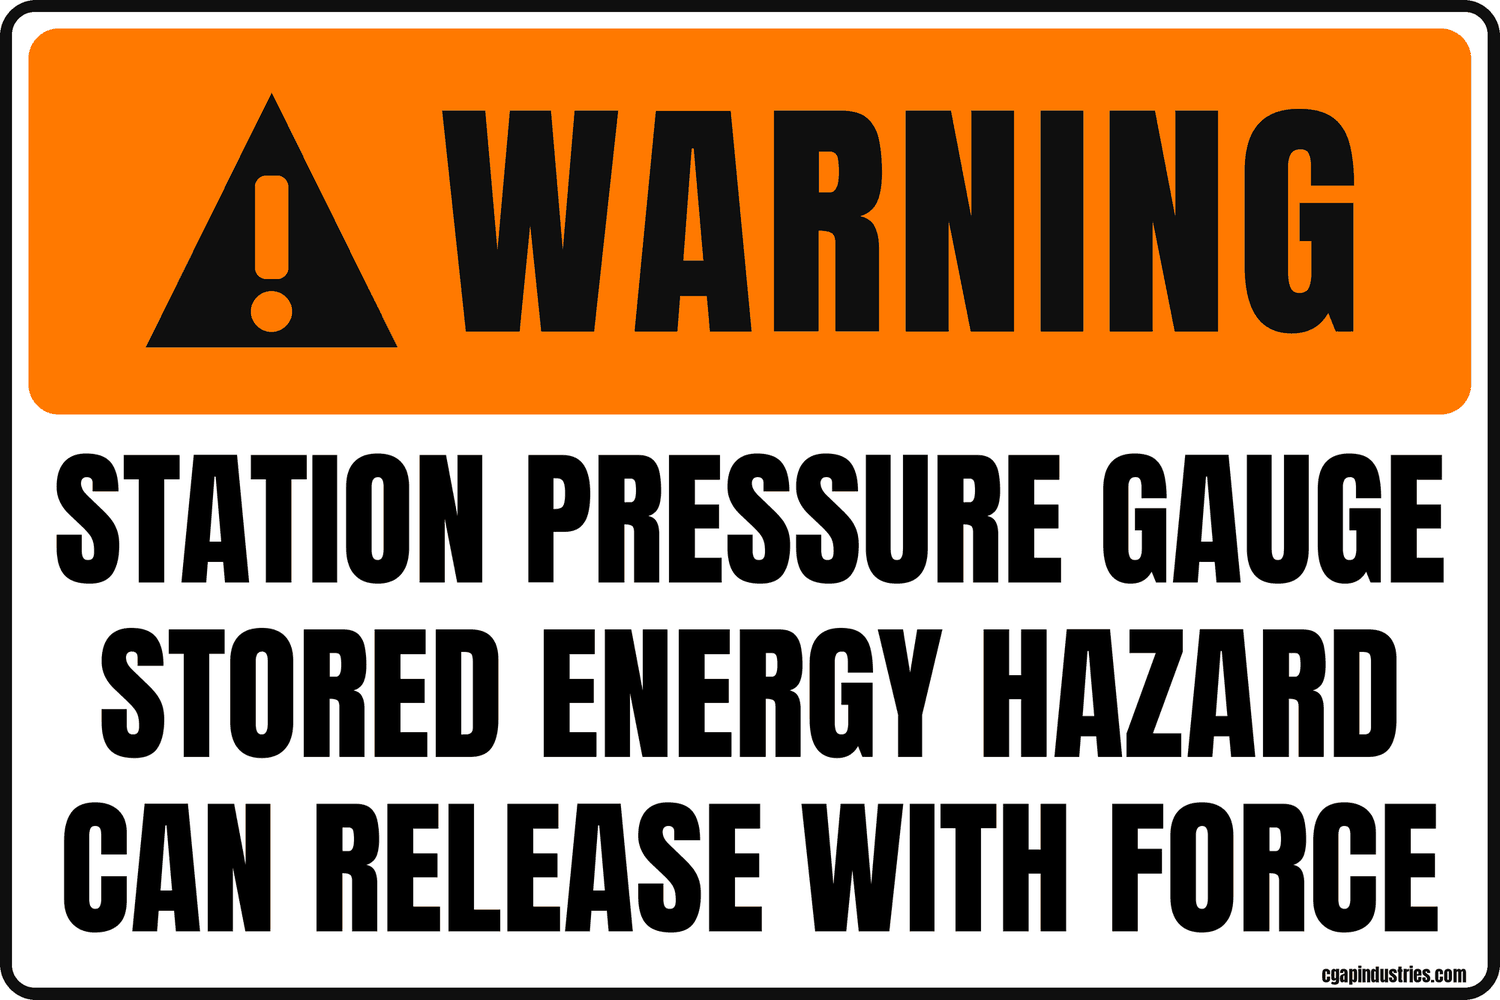 WARNING
STATION PRESSURE GAUGE
STORED ENERGY HAZARD
CAN RELEASE WITH FORCE
cgapindustries.com